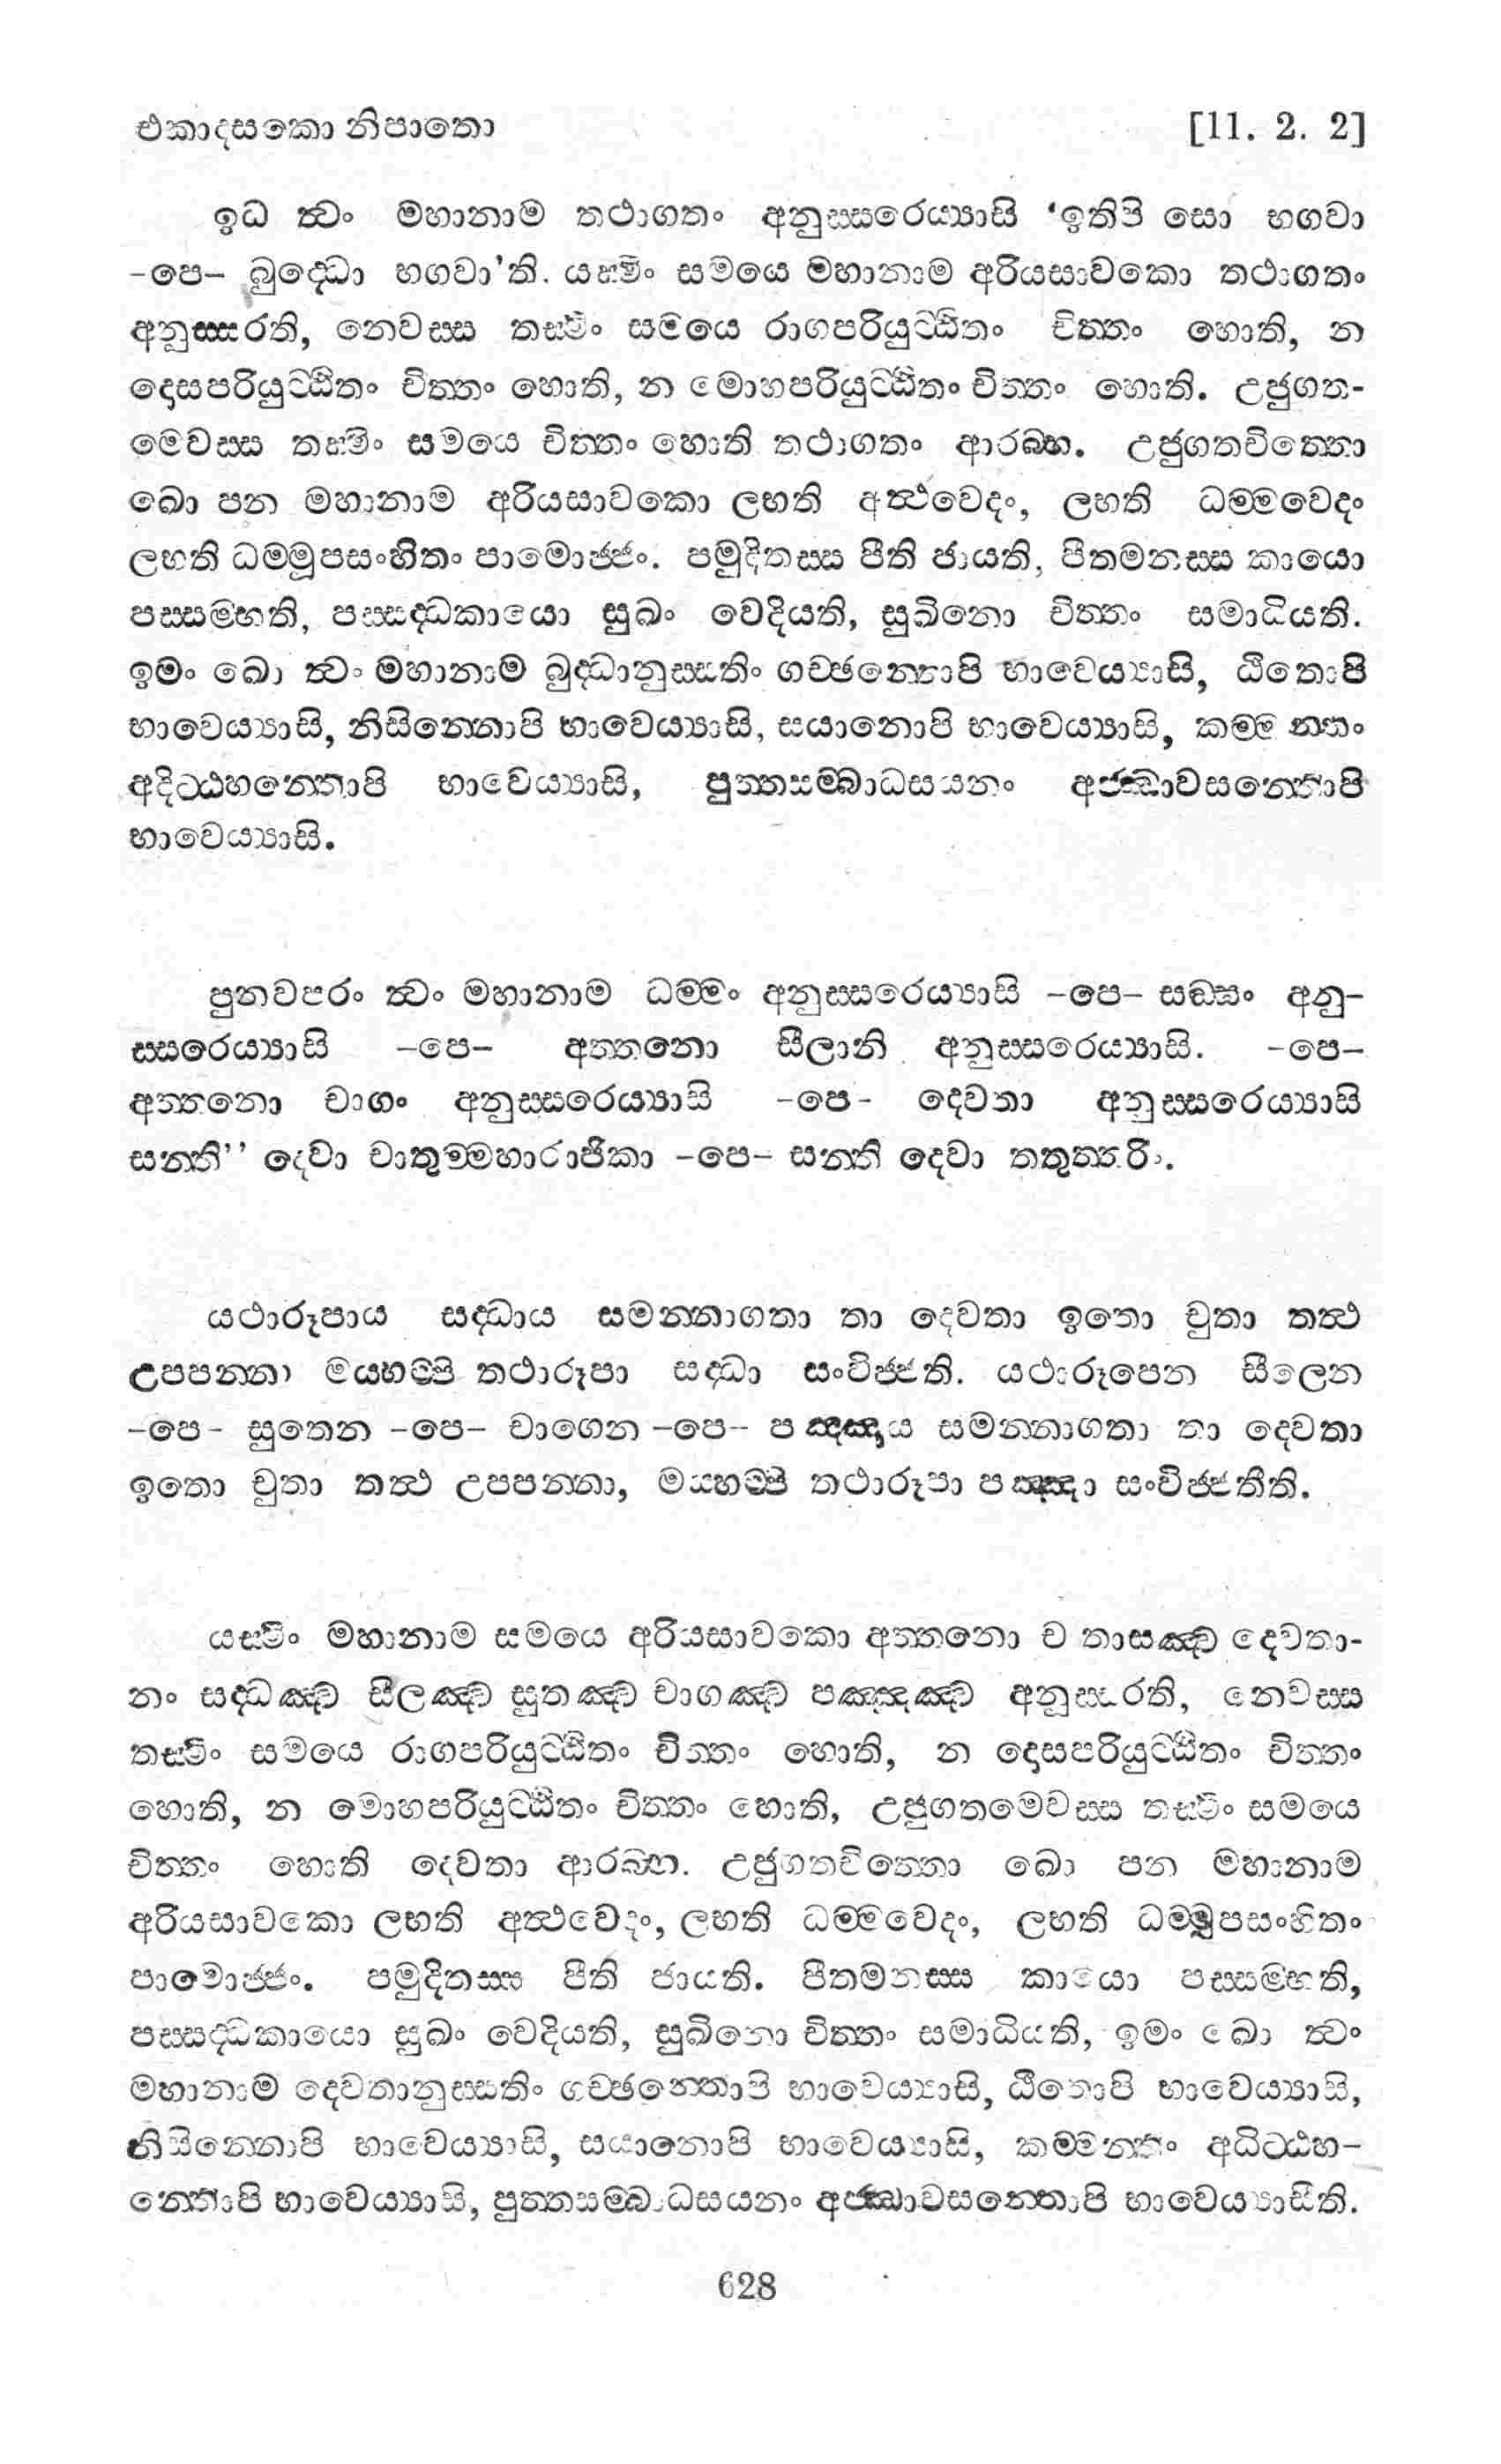 එකාදසකො නිපාතො [11. 2. 2]
ඉධ ත්‍වං මහානාම තථාගතං අනුස්සරෙය්‍යාසි ‘ඉතිපි සො භගවා
-පෙ- බුද්ධො භගවා’ති. යස්මිං සමයෙ මහානාම අරියසාවකො තථාගතං
අනුස්සරති, නෙවස්ස තස්මිං සමයෙ රාගපරියුට්ඨිතං චිත්තං හොති, න
දොසපරියුට්ඨිතං චිත්තං හොති, න මොහපරියුට්ඨිතං චිත්තං හොති. උජුගත-
මෙවස්ස තස්මිං සමයෙ චිත්තං හොති තථාගතං ආරබ්භ. උජුගතචිත්තො
ඛො පන මහානාම අරියසාවකො ලභති අත්‍ථවෙදං, ලභති ධම්මවෙදං
ලභති ධම්මූපසංහිතං පාමොජ්ජං. පමුදිතස්ස පීති ජායති, පීතමනස්ස කායො
පස්සම්භති, පස්සද්ධකායො සුඛං වෙදියති, සුඛිනො චිත්තං සමාධියති.
ඉමං ඛො ත්‍වං මහානාම බුද්ධානුස්සතිං ගච්ඡන්තොපි භාවෙය්‍යාසි, ඨිතොපි
භාවෙය්‍යාසි, නිසින්නොපි භාවෙය්‍යාසි, සයානොපි භාවෙය්‍යාසි, කම්ම න්තං
අදිට්ඨහන්තොපි භාවෙය්‍යාසි, පුත්තසම්බාධසයනං අජ්ඣාවසන්තොපි
භාවෙය්‍යාසි.
පුනචපරං ත්‍වං මහානාම ධම්මං අනුස්සරෙය්‍යාසි -පෙ- සඞ්ඝං අනු-
ස්සරෙය්‍යාසි -පෙ- අත්තනො සීලානි අනුස්සරෙය්‍යාසි. -පෙ-
අත්තනො චාගං අනුස්සරෙය්‍යාසි -පෙ- දෙවතා අනුස්සරෙය්‍යාසි
සන්ති’’ දෙවා චාතුම්මහාරාජිකා -පෙ- සන්ති දෙවා තතුත්තරිං.
යථාරූපාය සද්ධාය සමන්නාගතා තා දෙවතා ඉතො චුතා තත්‍ථ
උපපන්නා මය්හම්පි තථාරූපා සද්ධා සංවිජ්ජති. යථාරූපෙන සීලෙන
-පෙ- සුතෙන -පෙ- චාගෙන -පෙ- පඤ්ඤාය සමන්නාගතා තා දෙවතා
ඉතො චුතා තත්‍ථ උපපන්නා, මය්හම්පි තථාරූපා පඤ්ඤා සංවිජ්ජතීති.
යස්මිං මහානාම සමයෙ අරියසාවකො අත්තනො ච තාසඤ්ච දෙවතා-
නං සද්ධඤ්ච සීලඤ්ච සුතඤ්ච චාගඤ්ච පඤ්ඤඤ්ච අනුස්සරති, නෙවස්ස
තස්මිං සමයෙ රාගපරියුට්ඨිතං චිත්තං හොති, න දොසපරියුට්ඨිතං චිත්තං
හොති, න මොහපරියුට්ඨිතං චිත්තං හොති, උජුගතමෙවස්ස තස්මිං සමයෙ
චිත්තං හොති දෙවතා ආරබ්භ. උජුගතචිත්තො ඛො පන මහානාම
අරියසාවකො ලභති අත්‍ථවෙදං, ලභති ධම්මවෙදං, ලභති ධම්මුපසංහිතං
පාමොජ්ජං. පමුදිතස්ස පීති ජායති. පීතමනස්ස කායො පස්සම්භති,
පස්සද්ධකායො සුඛං වෙදියති, සුඛිනො චිත්තං සමාධියති, ඉමං ඛො ත්‍වං
මහානාම දෙවතානුස්සතිං ගච්ඡන්තොපි භාවෙය්‍යාසි, ඨිතොපි භාවෙය්‍යාසි,
නිසින්නොපි භාවෙය්‍යාසි, සයානොපි භාවෙය්‍යාසි, කම්මන්තං අධිට්ඨහ-
න්තොපි භාවෙය්‍යාසි, පුත්තසම්බාධසයනං අජ්ඣාවසන්තොපි භාවෙය්‍යාසීති.
628